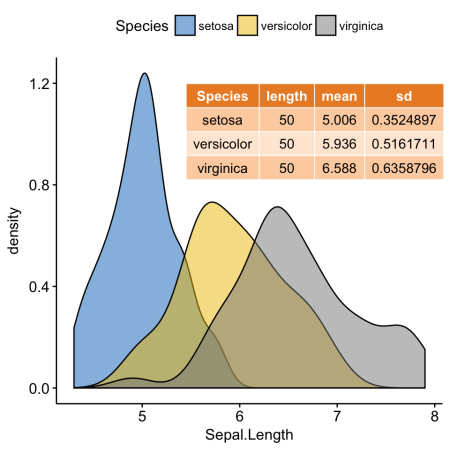 Species setosa versicolor virginica
1.2
Species length mean sd
setosa 50 5.006 0.3524897
versicolor 50 5.936 0.5161711
virginica 50 6.588 0.6358796
0.8
density
0.4
0.0
5 6 7 8
Sepal.Length